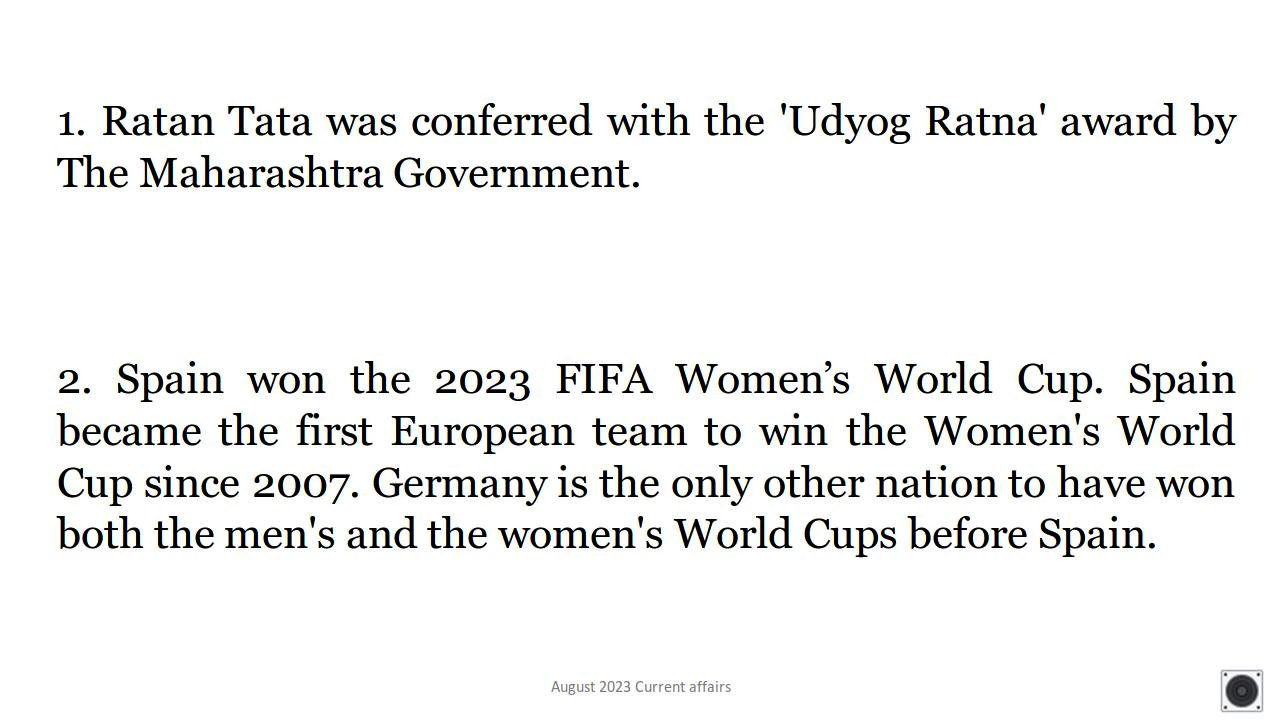 1. Ratan Tata was conferred with the 'Udyog Ratna' award by
The Maharashtra Government.
2. Spain won the 2023 FIFA Women’s World Cup. Spain
became the first European team to win the Women's World
Cup since 2007. Germany is the only other nation to have won
both the men's and the women's World Cups before Spain.
August 2023 Current affairs